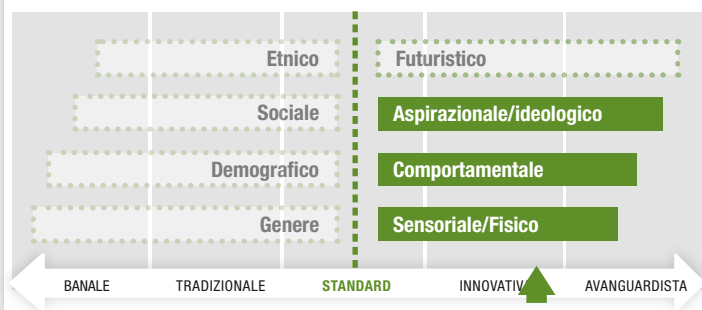 Etnico Futuristico
Sociale Aspirazionale/ideologico
Demografico Comportamentale
Genere Sensoriale/Fisico
BANALE TRADIZIONALE STANDARD INNOVATIV AVANGUARDISTA